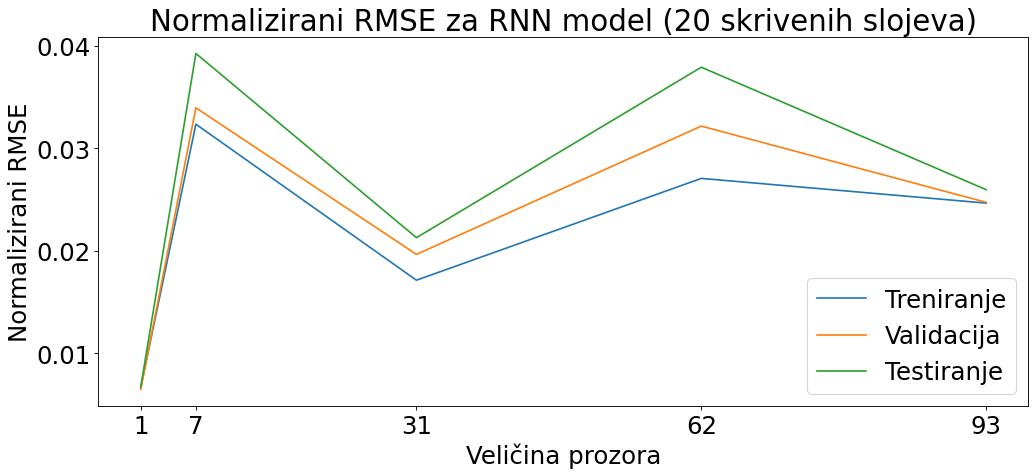 Normalizirani RMSE za RNN model (20 skrivenih slojeva)
Normalizirani RMSE
0.04
0.03
0.02
0.01
Treniranje
Validacija
Testiranje
1 7 31 62 93
Veličina prozora